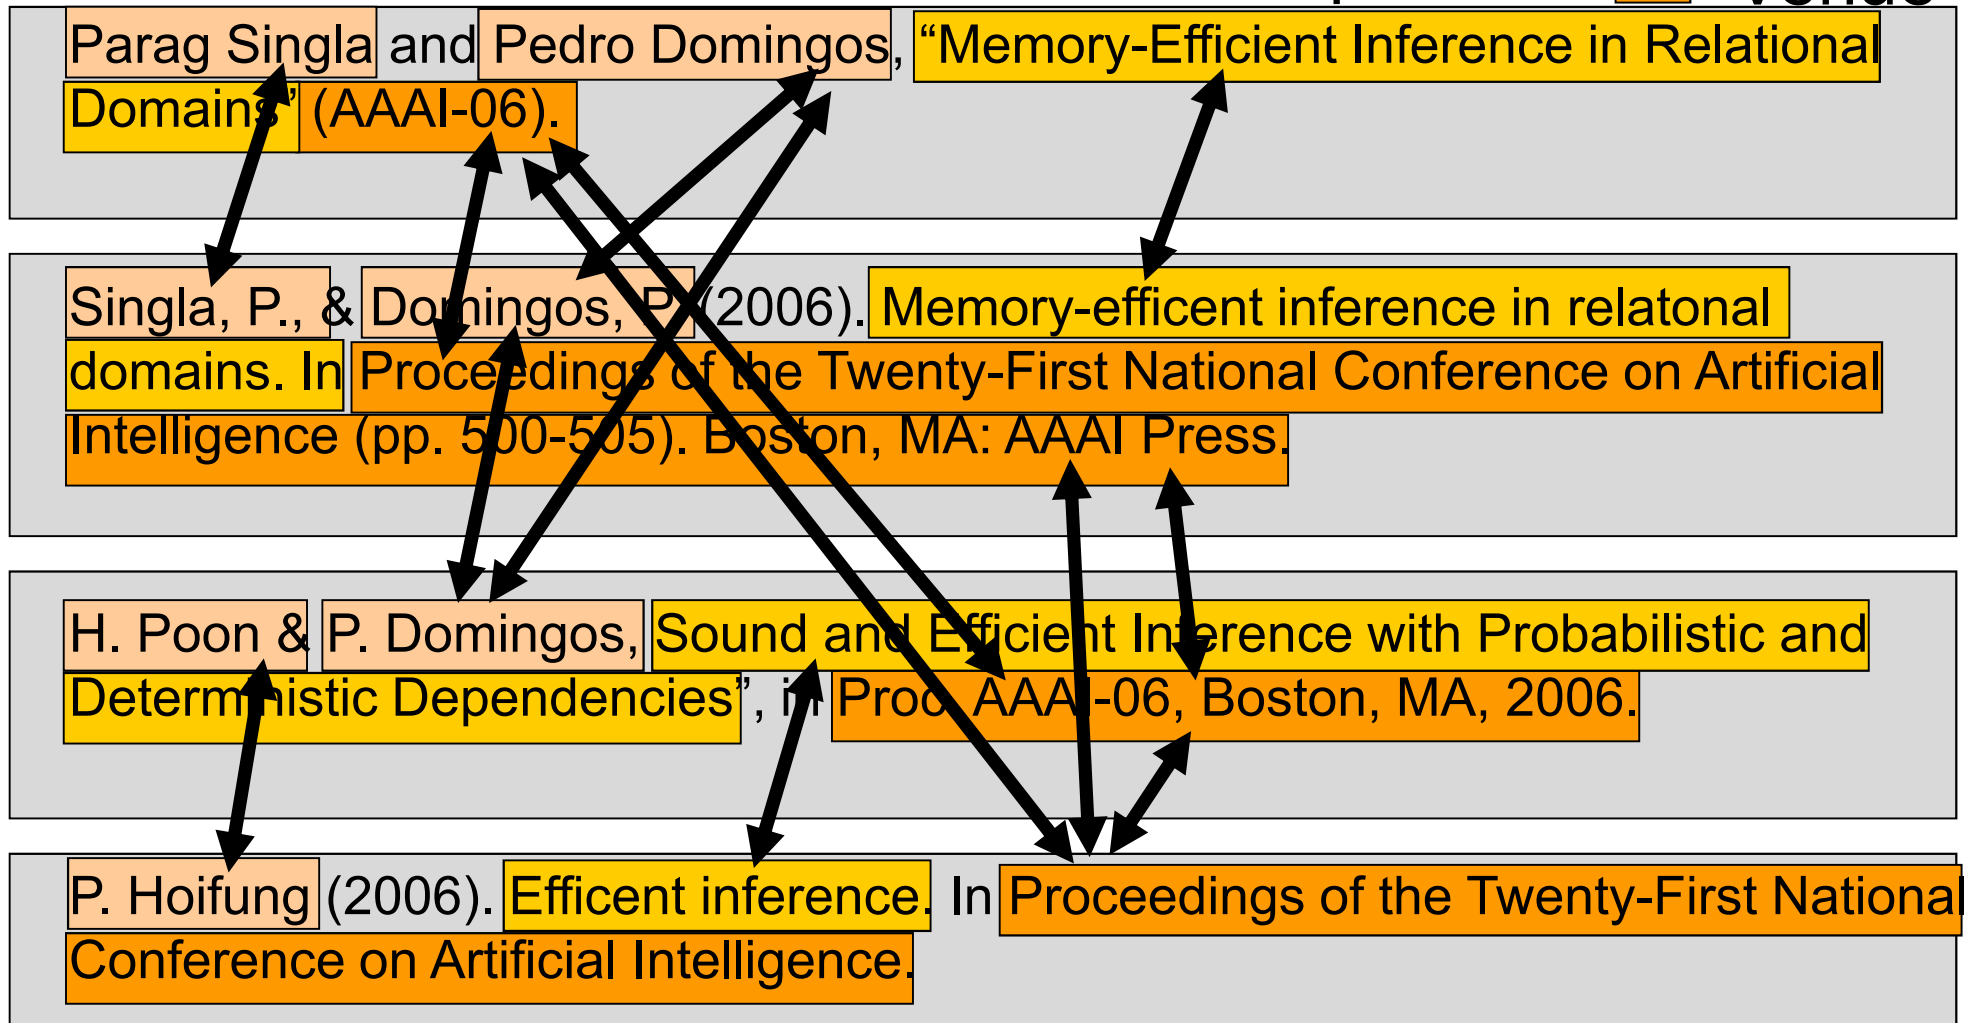 Venue
Parag Singla and Pedro Domingos, “Memory-Efficient Inference in Relational
Domains” (AAAI-06).
Singla, P., & Domingos, P. (2006). Memory-efficent inference in relatonal
domains. In Proceedings of the Twenty-First National Conference on Artificial
Intelligence (pp. 500-505). Boston, MA: AAAI Press.
H. Poon & P. Domingos, Sound and Efficient Inference with Probabilistic and
Deterministic Dependencies”, in Proc. AAAI-06, Boston, MA, 2006.
P. Hoifung (2006). Efficent inference. In Proceedings of the Twenty-First National
Conference on Artificial Intelligence.